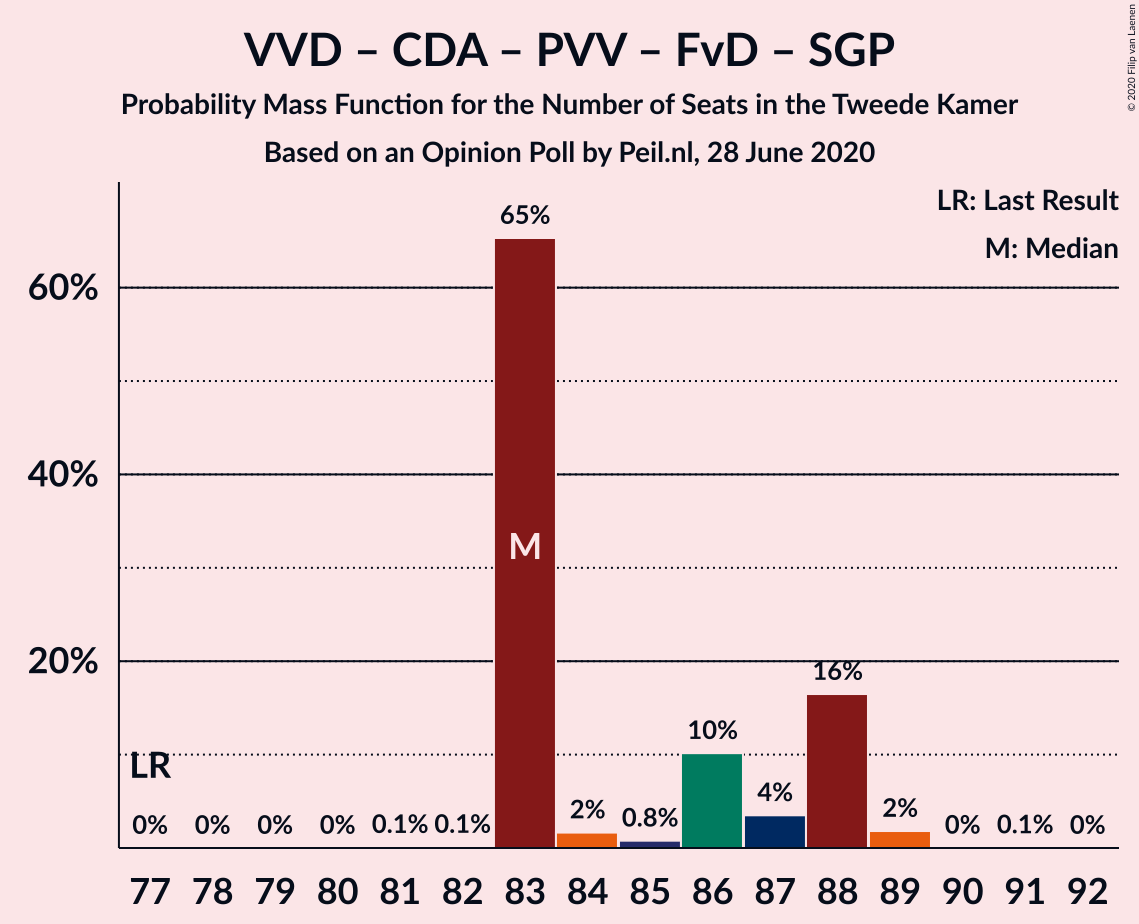 VVD – CDA – PVV – FvD – SGP
Probability Mass Function for the Number of Seats in the Tweede Kamer
Based on an Opinion Poll by Peil.nl, 28 June 2020
© 2020 Filip van Laenen
LR: Last Result
M: Median
60%
40%
20%
65%
M
LR
0% 0% 0% 0% 0.1% 0.1% 2% 0.8% 10% 4% 16% 2% 0% 0.1% 0%
77 78 79 80 81 82 83 84 85 86 87 88 89 90 91 92